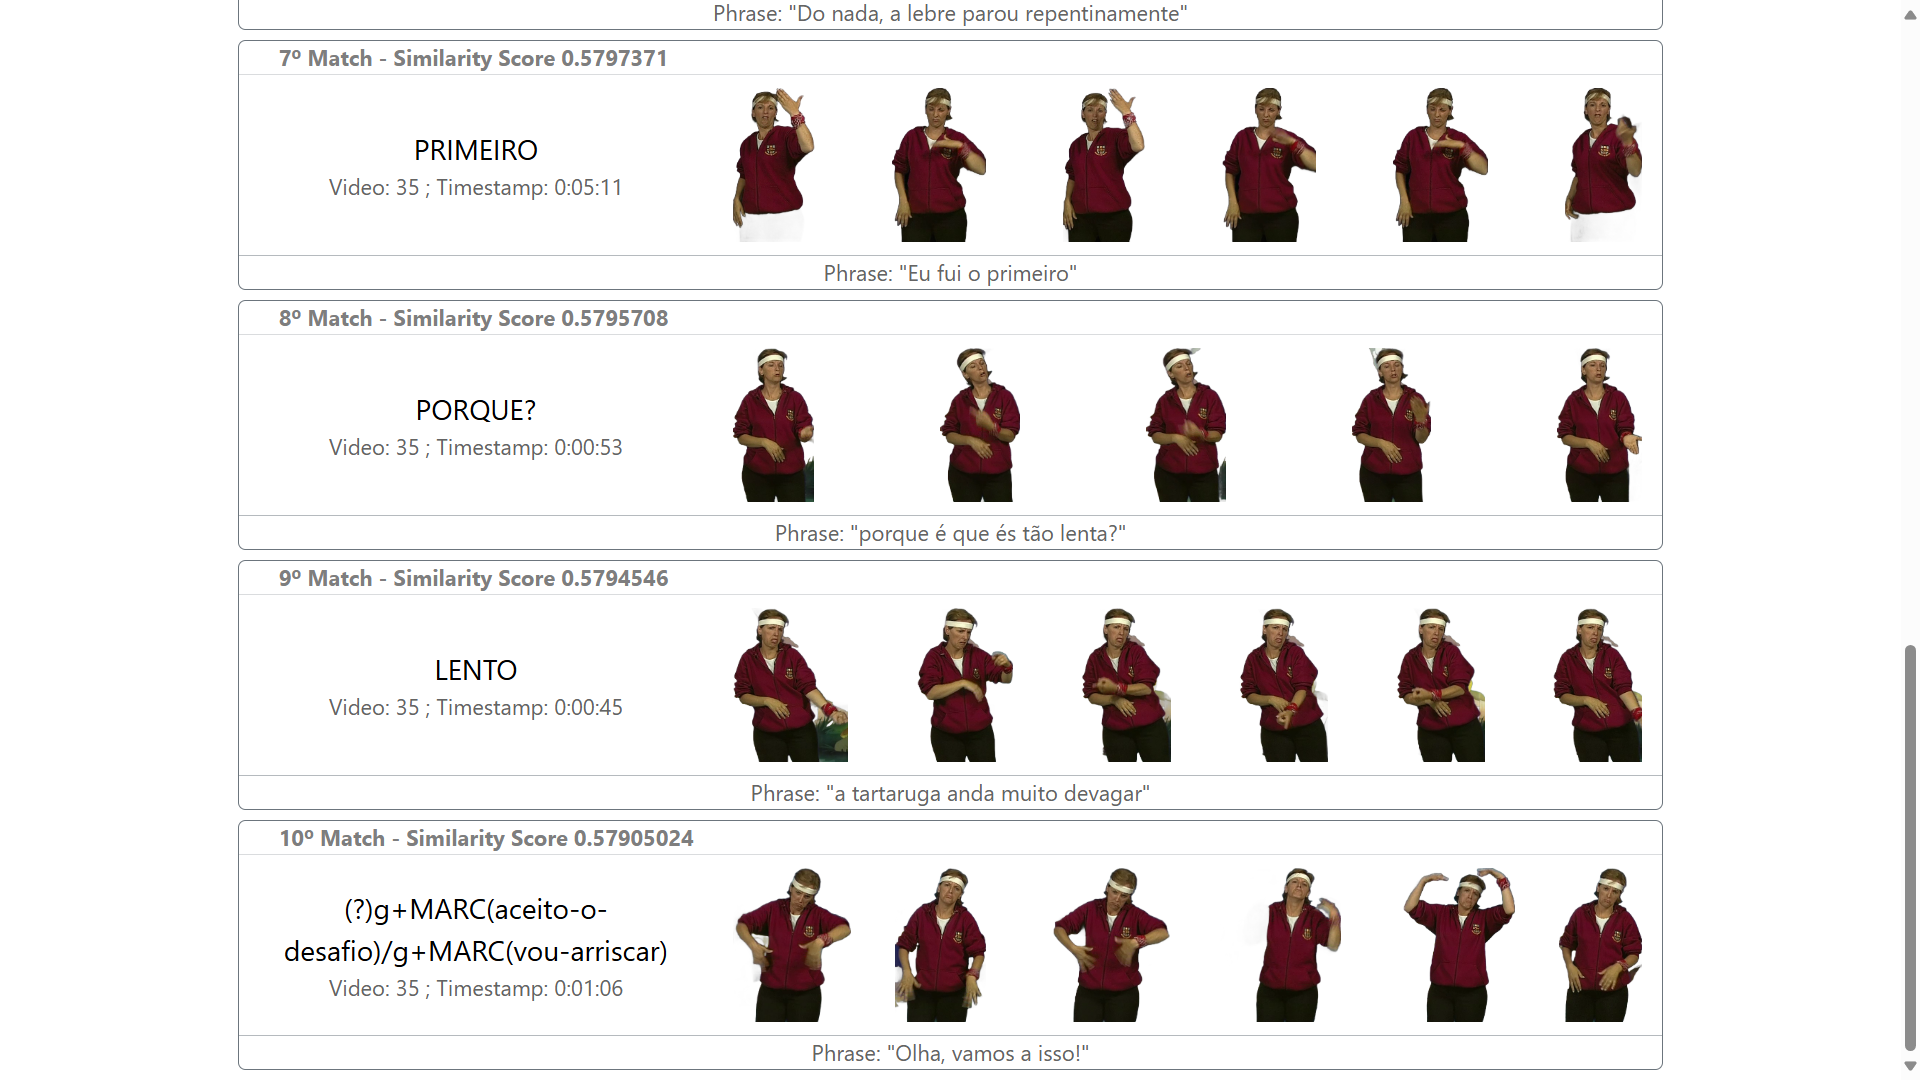 Phrase: "Do nada, a lebre parou repentinamente"
7º Match - Similarity Score 0.5797371
PRIMEIRO
Video: 35 ; Timestamp: 0:05:11
Phrase: "Eu fui o primeiro"
8º Match - Similarity Score 0.5795708
PORQUE?
Video: 35 ; Timestamp: 0:00:53
Phrase: "porque é que és tão lenta?"
9º Match - Similarity Score 0.5794546
LENTO
Video: 35 ; Timestamp: 0:00:45
Phrase: "a tartaruga anda muito devagar"
10º Match - Similarity Score 0.57905024
(?)g+MARC(aceito-o-
desafio)/g+MARC(vou-arriscar)
Video: 35 ; Timestamp: 0:01:06
Phrase: "Olha, vamos a isso!"